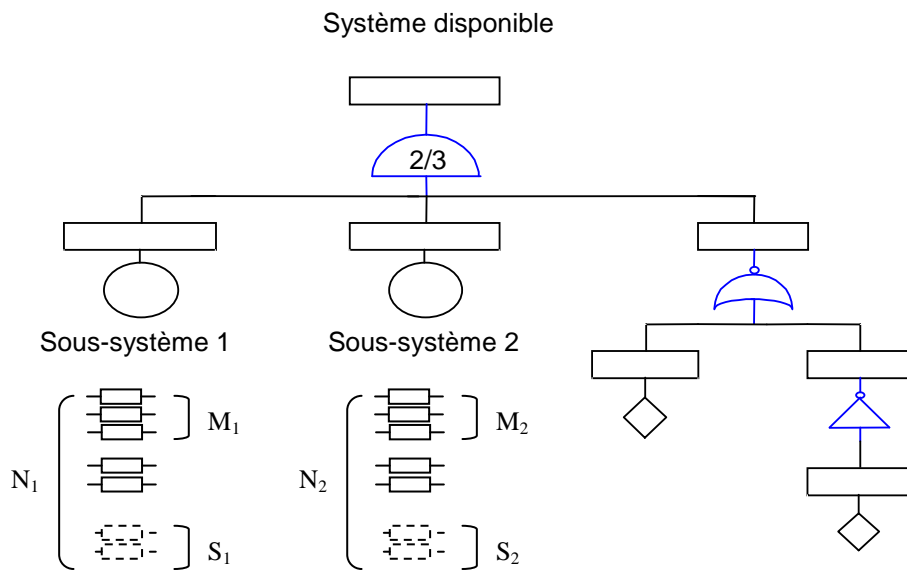 Système disponible
2/3
Sous-système 1 Sous-système 2
M₁ M₂
N₁ N₂
S₁ S₂